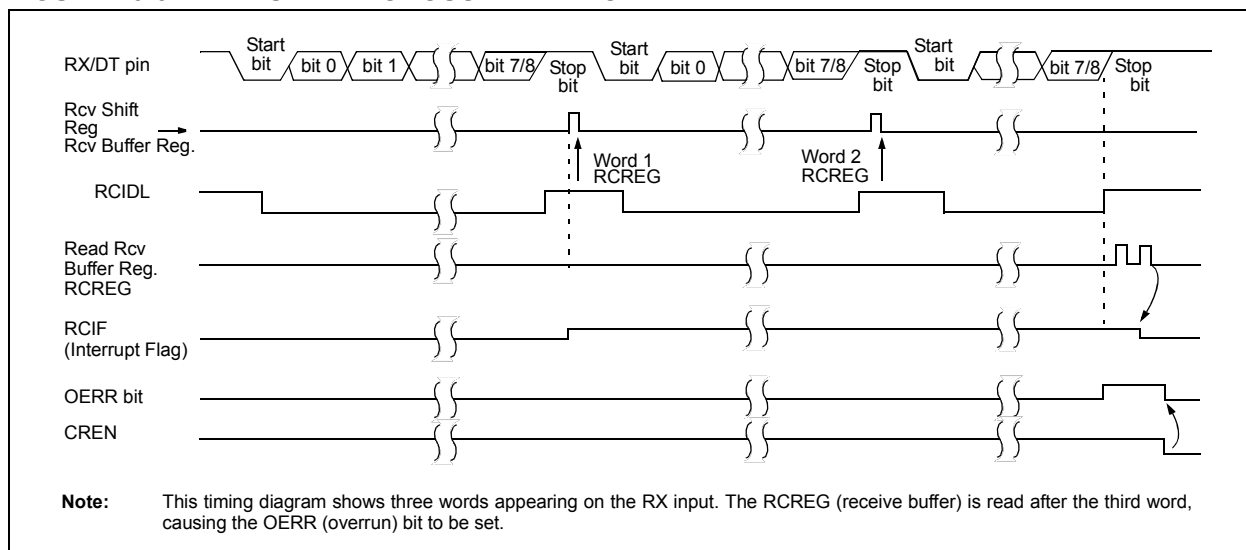 RX/DT pin
Start
bit
bit 0
bit 1
bit 7/8
Stop
bit
Start
bit
bit 0
bit 7/8
Stop
bit
Start
bit
bit 7/8
Stop
bit
Rcv Shift
Reg
Rcv Buffer Reg.
Word 1
RCREG
Word 2
RCREG
RCIDL
Read Rcv
Buffer Reg.
RCREG
RCIF
(Interrupt Flag)
OERR bit
CREN
Note: This timing diagram shows three words appearing on the RX input. The RCREG (receive buffer) is read after the third word,
causing the OERR (overrun) bit to be set.